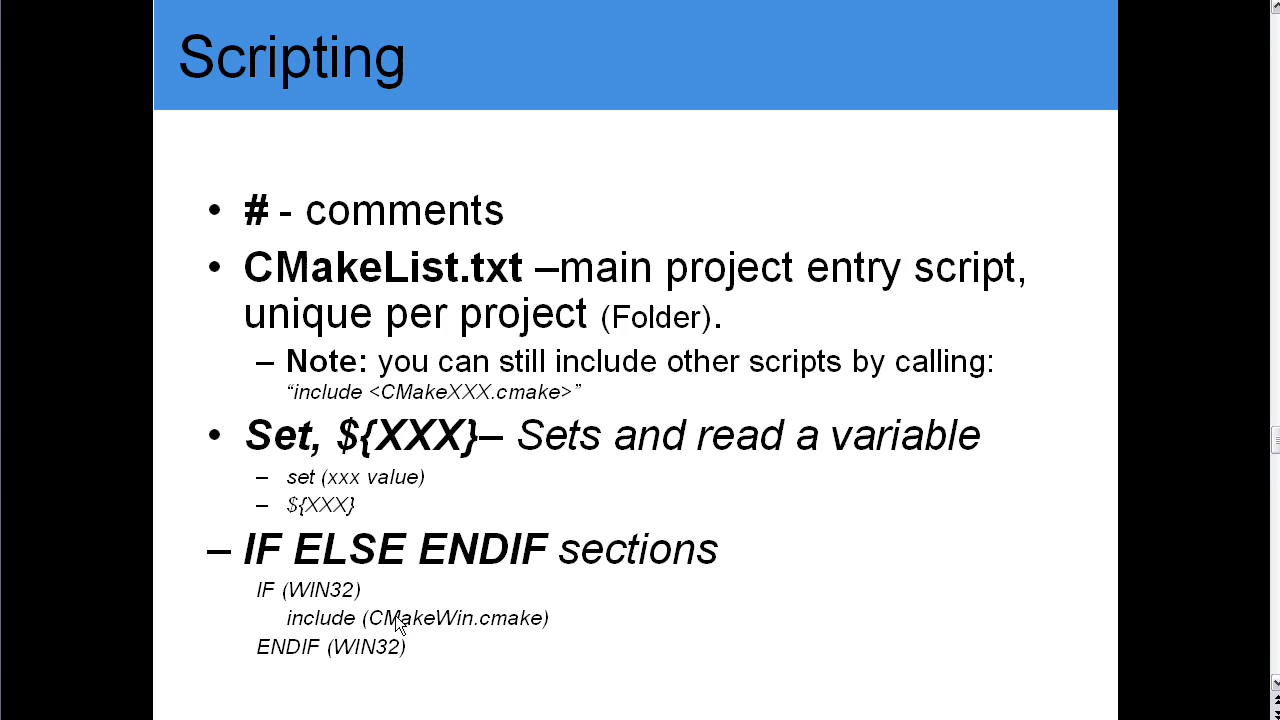 Scripting
• # - comments
• CMakeList.txt –main project entry script,
unique per project (Folder).
– Note: you can still include other scripts by calling:
“include <CMakeXXX.cmake>”
• Set, ${XXX}– Sets and read a variable
– set (xxx value)
– ${XXX}
– IF ELSE ENDIF sections
IF (WIN32)
include (CMakeWin.cmake)
ENDIF (WIN32)